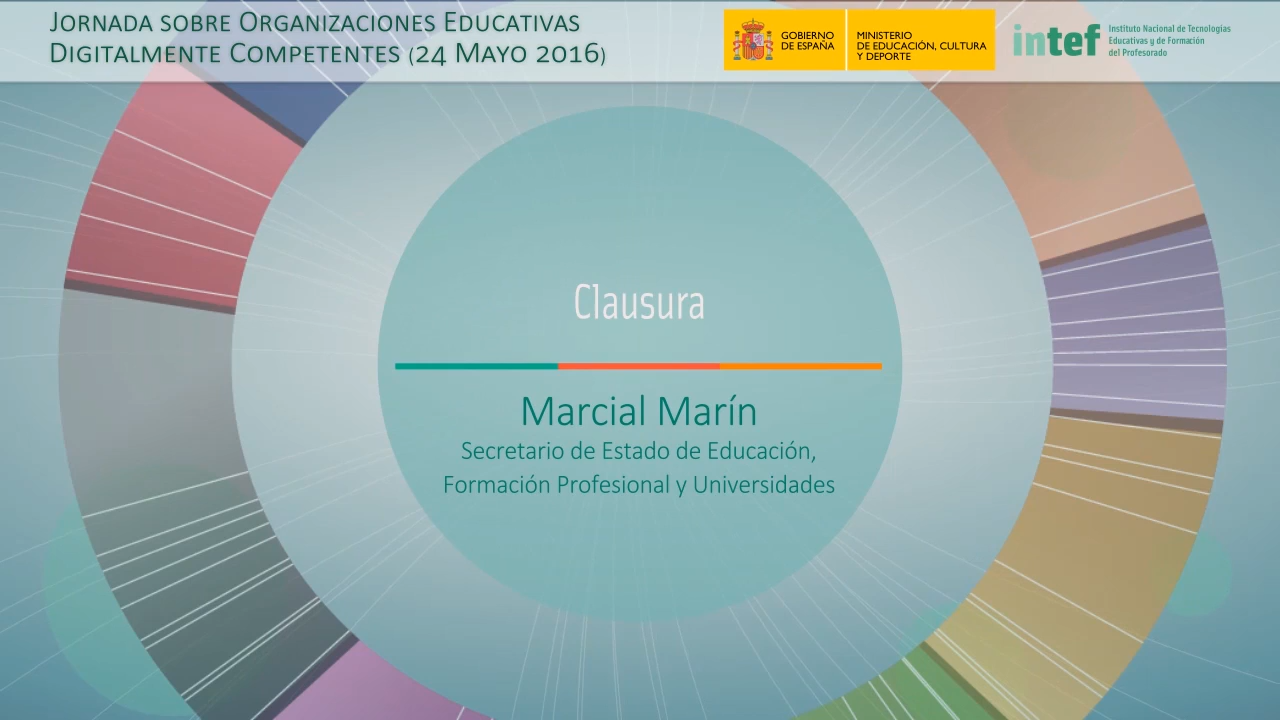 Jornada sobre Organizaciones Educativas
Digitalmente Competentes (24 Mayo 2016)
GOBIERNO
DE ESPAÑA
MINISTERIO
DE EDUCACIÓN, CULTURA
Y DEPORTE
intef
Instituto Nacional de Tecnologías
Educativas y de Formación
del Profesorado
Clausura
Marcial Marín
Secretario de Estado de Educación,
Formación Profesional y Universidades